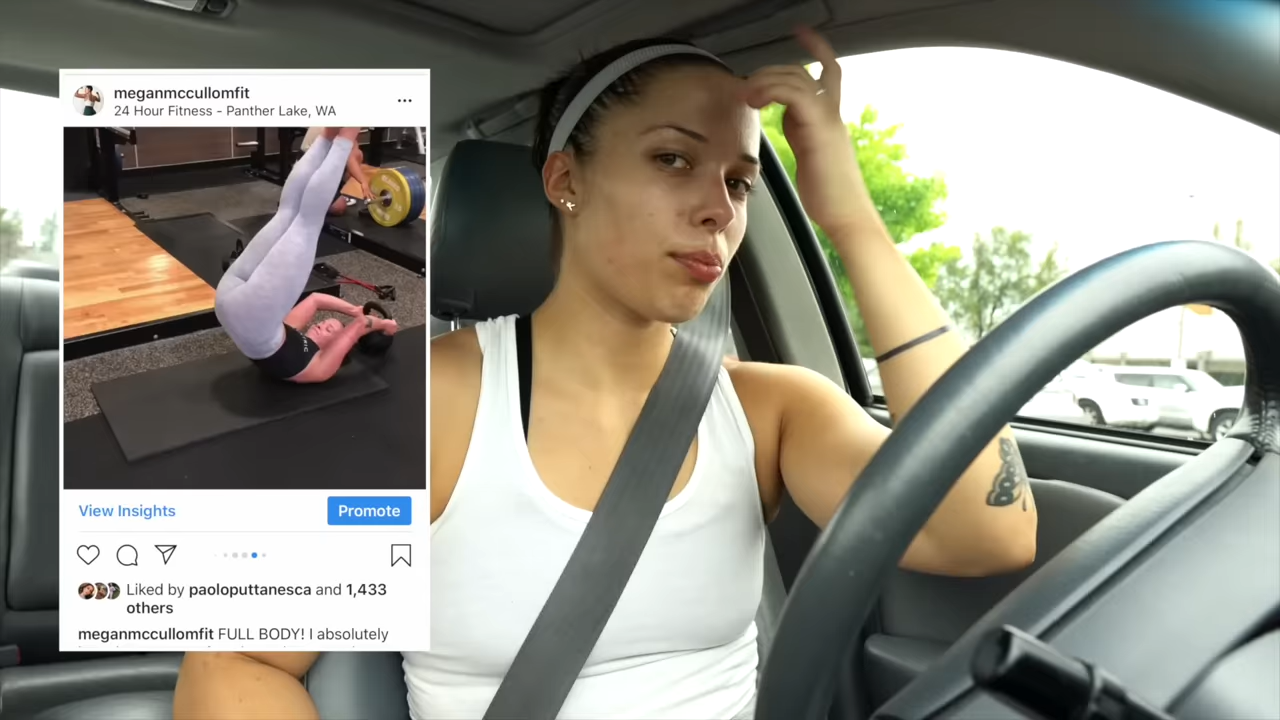 meganmccullomfit
24 Hour Fitness - Panther Lake, WA
View Insights
Promote
Liked by paoloputtanesca and 1,433
others
meganmccullomfit FULL BODY! I absolutely